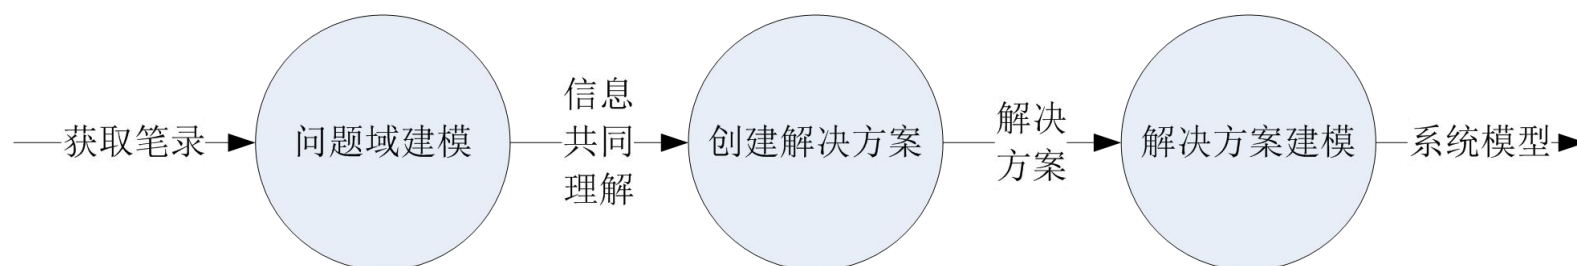 获取笔录
问题域建模
信息
共同
理解
创建解决方案
解决
方案
解决方案建模
系统模型